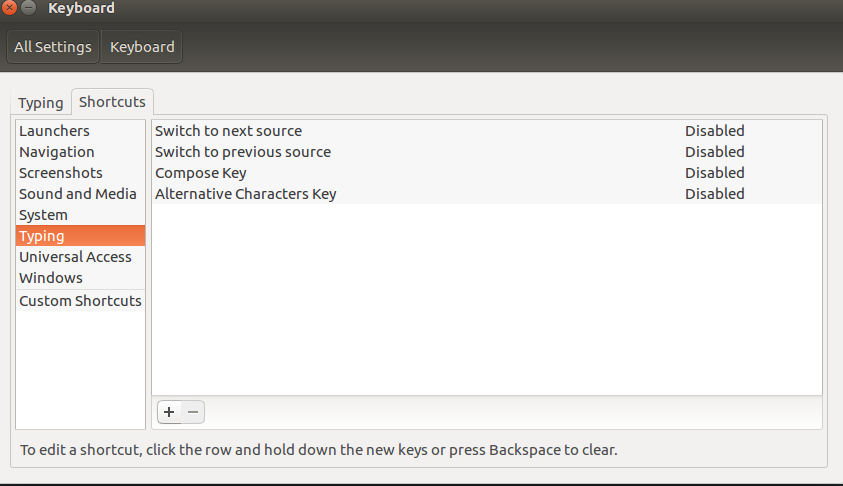 Keyboard
All Settings Keyboard
Typing Shortcuts
Launchers
Navigation
Screenshots
Sound and Media
System
Typing
Universal Access
Windows
Custom Shortcuts
Switch to next source Disabled
Switch to previous source Disabled
Compose Key Disabled
Alternative Characters Key Disabled
To edit a shortcut, click the row and hold down the new keys or press Backspace to clear.